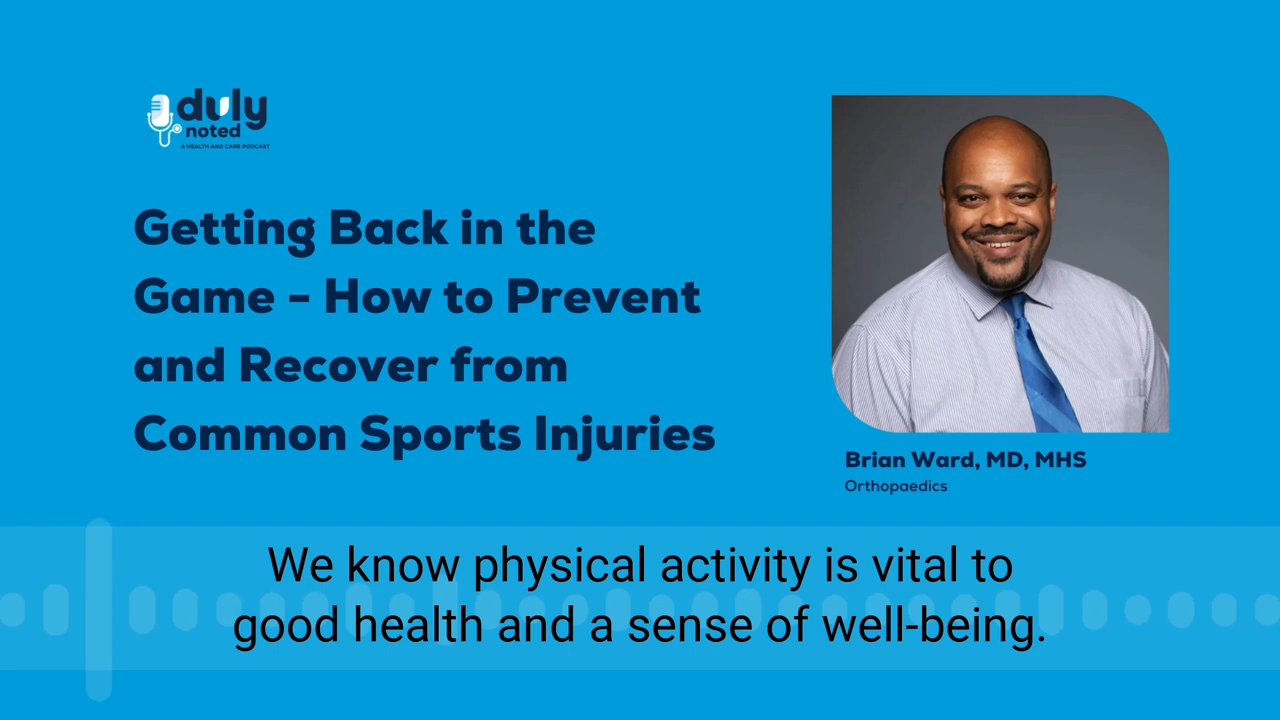 duly
noted
A HEALTH AND CARE PODCAST
Getting Back in the
Game - How to Prevent
and Recover from
Common Sports Injuries
Brian Ward, MD, MHS
Orthopaedics
We know physical activity is vital to
good health and a sense of well-being.